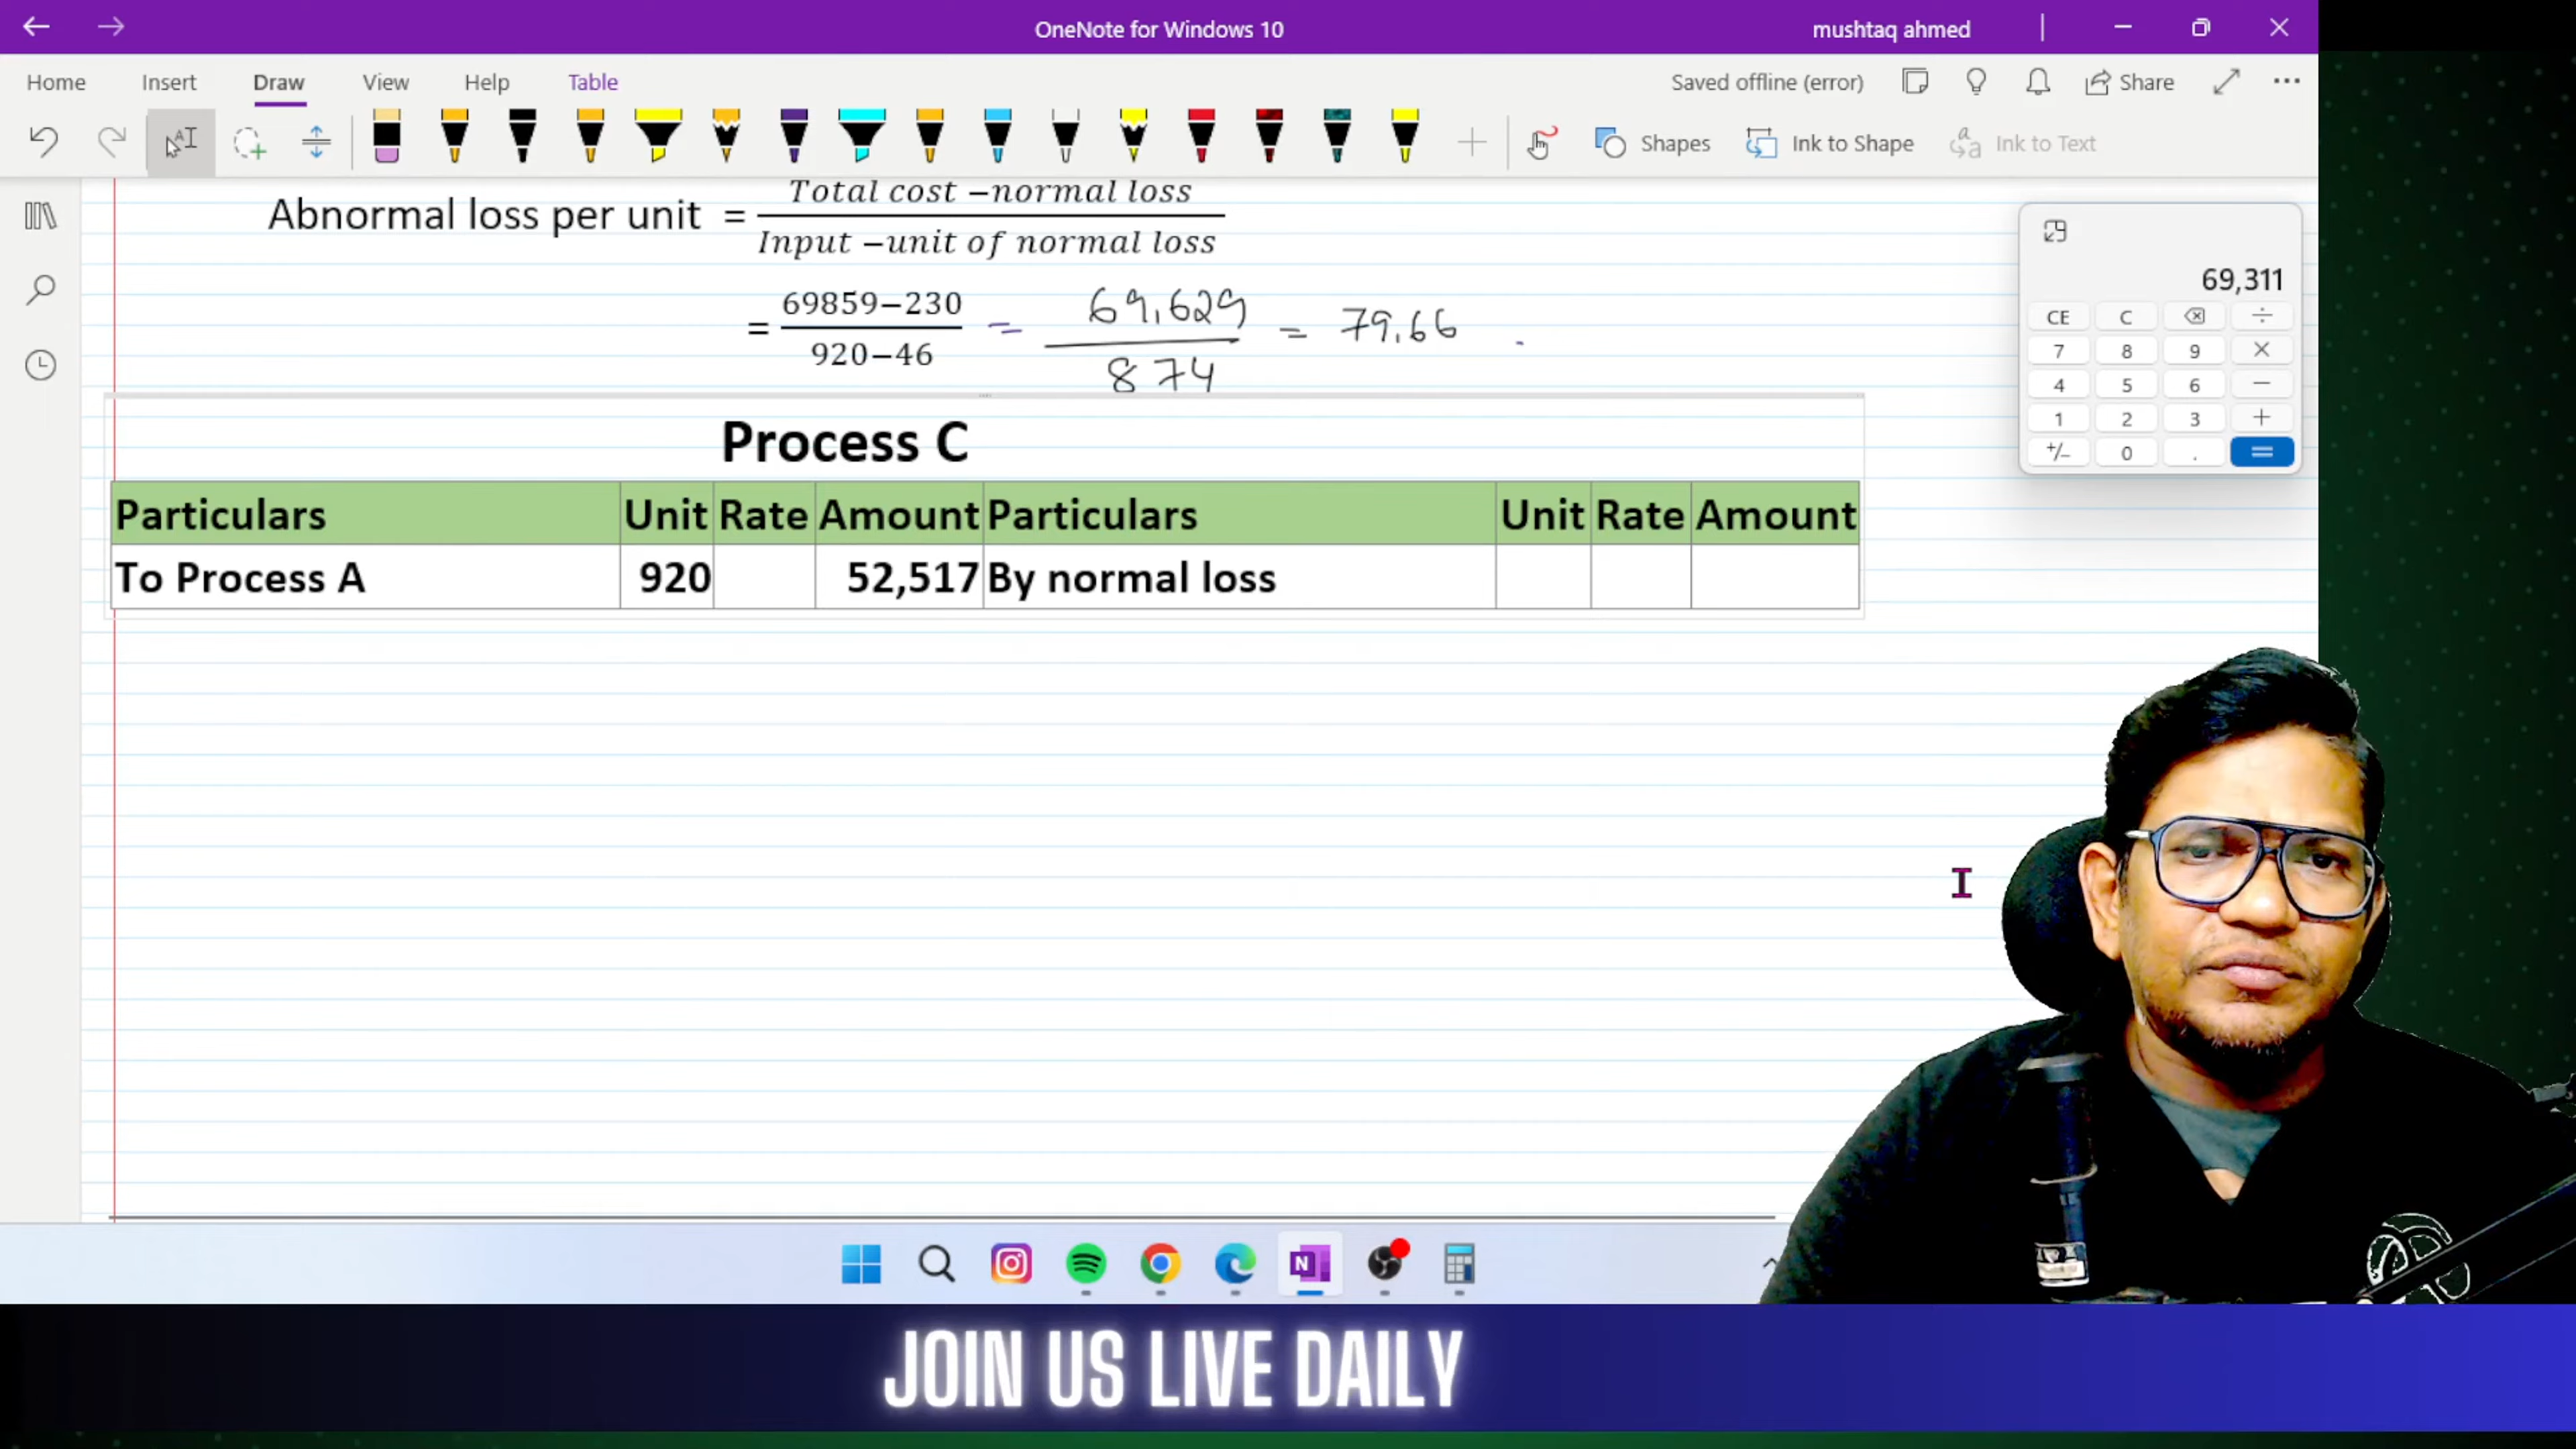 OneNote for Windows 10
mushtaq ahmed
Home Insert Draw View Help Table
Saved offline (error) Share
Shapes Ink to Shape Ink to Text
Total cost −normal loss
Abnormal loss per unit =
Input −unit of normal loss
= 69859−230 = 69,629 = 79.66
920−46 874
69,311
CE C ⌫ ÷
7 8 9 ×
4 5 6 −
1 2 3 +
+/− 0 . =
Process C
Particulars Unit Rate Amount Particulars Unit Rate Amount
To Process A 920 52,517 By normal loss
JOIN US LIVE DAILY